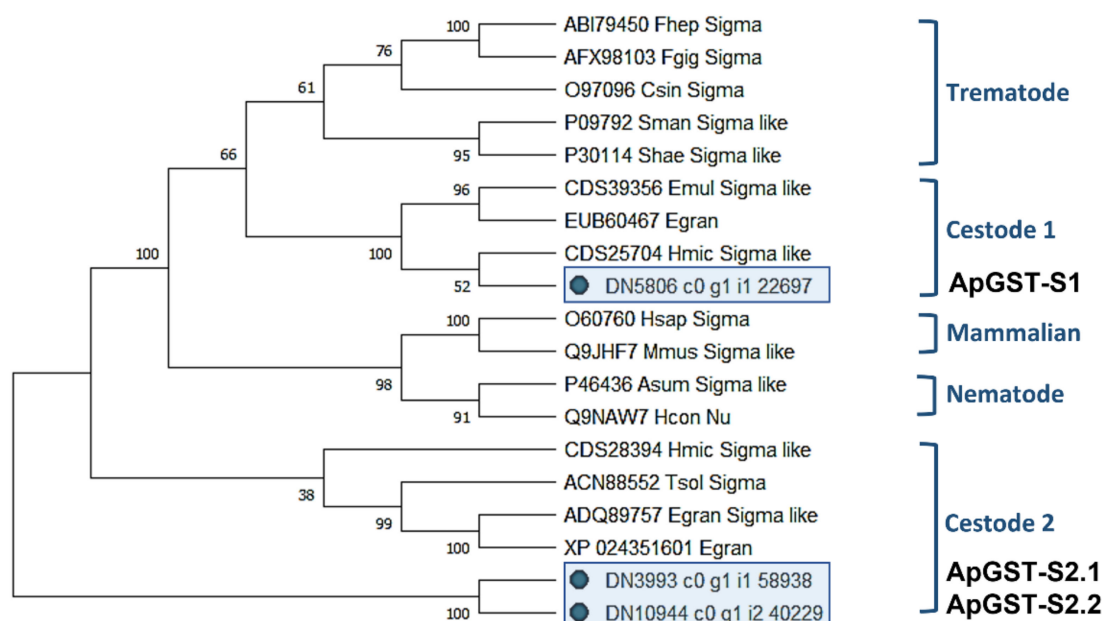 100
ABI79450 Fhep Sigma
76
AFX98103 Fgig Sigma
61
O97096 Csin Sigma
Trematode
P09792 Sman Sigma like
66
95
P30114 Shae Sigma like
96
CDS39356 Emul Sigma like
EUB60467 Egran
Cestode 1
100
100
CDS25704 Hmic Sigma like
52
DN5806 c0 g1 i1 22697
ApGST-S1
100
O60760 Hsap Sigma
Mammalian
Q9JHF7 Mmus Sigma like
98
P46436 Asum Sigma like
Nematode
91
Q9NAW7 Hcon Nu
CDS28394 Hmic Sigma like
38
ACN88552 Tsol Sigma
99
ADQ89757 Egran Sigma like
Cestode 2
100
XP 024351601 Egran
DN3993 c0 g1 i1 58938
ApGST-S2.1
100
DN10944 c0 g1 i2 40229
ApGST-S2.2